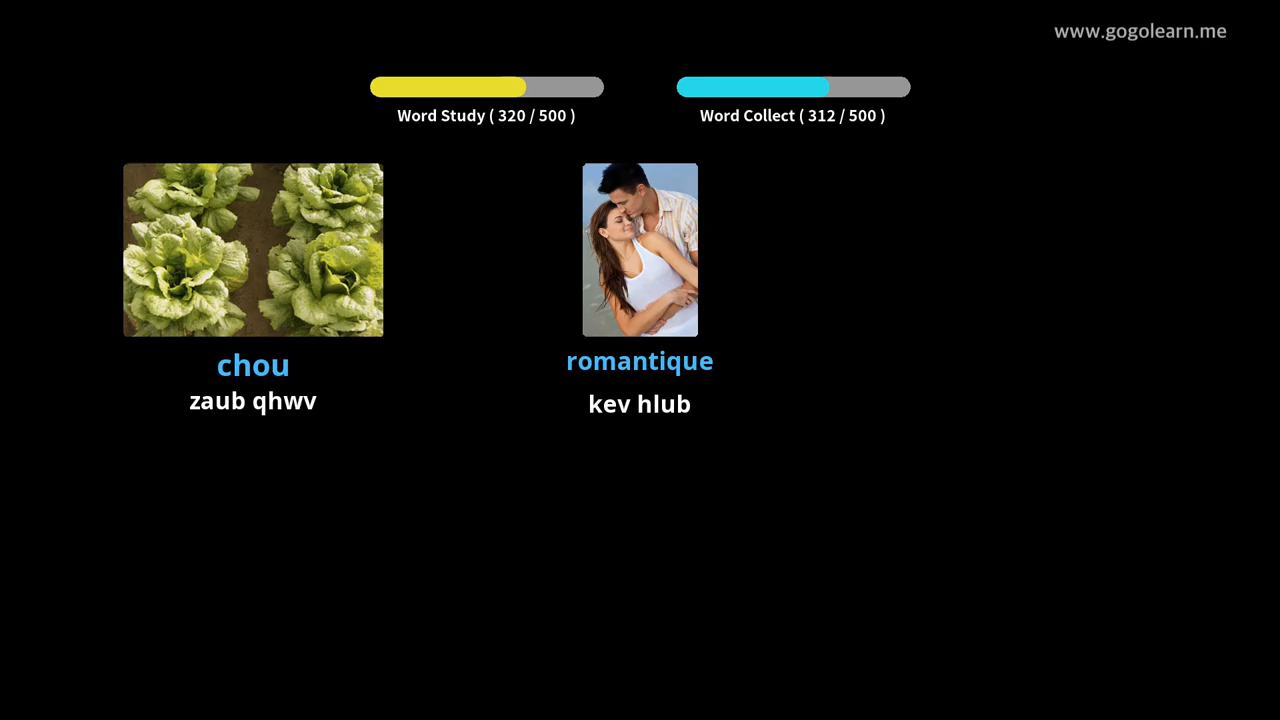 www.gogolearn.me
Word Study ( 320 / 500 )
Word Collect ( 312 / 500 )
chou
zaub qhwv
romantique
kev hlub